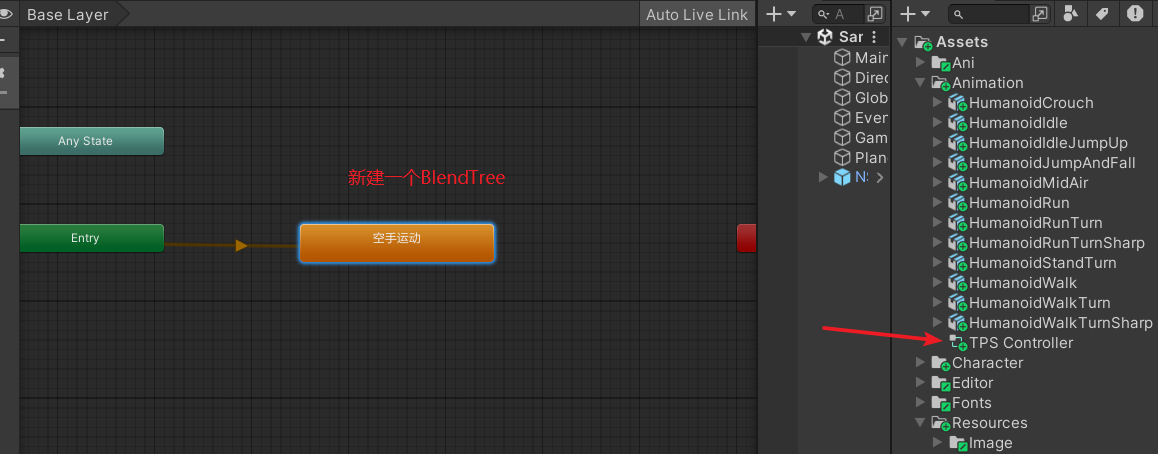 Base Layer
Auto Live Link
Any State
新建一个BlendTree
Entry
空手运动
A
Sar
Main
Direc
Glob
Even
Gam
Plane
Assets
Ani
Animation
HumanoidCrouch
HumanoidIdle
HumanoidIdleJumpUp
HumanoidJumpAndFall
HumanoidMidAir
HumanoidRun
HumanoidRunTurn
HumanoidRunTurnSharp
HumanoidStandTurn
HumanoidWalk
HumanoidWalkTurn
HumanoidWalkTurnSharp
TPS Controller
Character
Editor
Fonts
Resources
Image